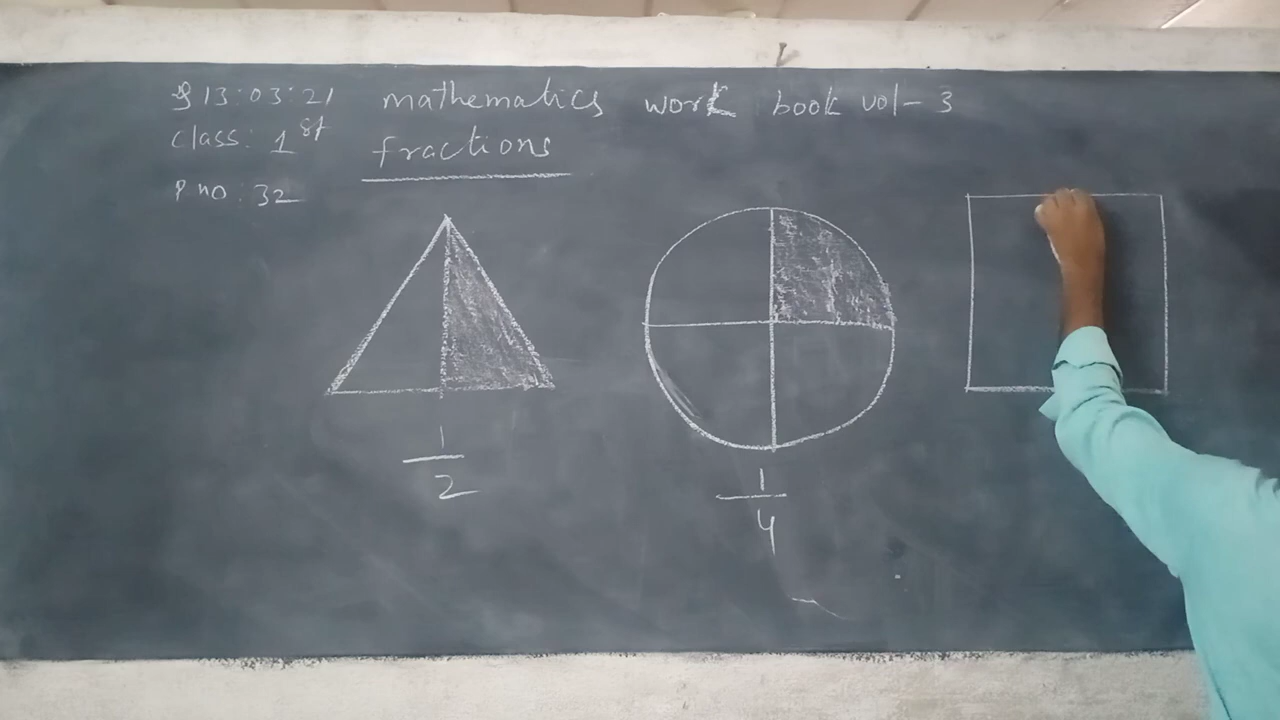 13:03:21 mathematics work book vol-3
class: 1st fractions
P no: 32
1/2
1/4